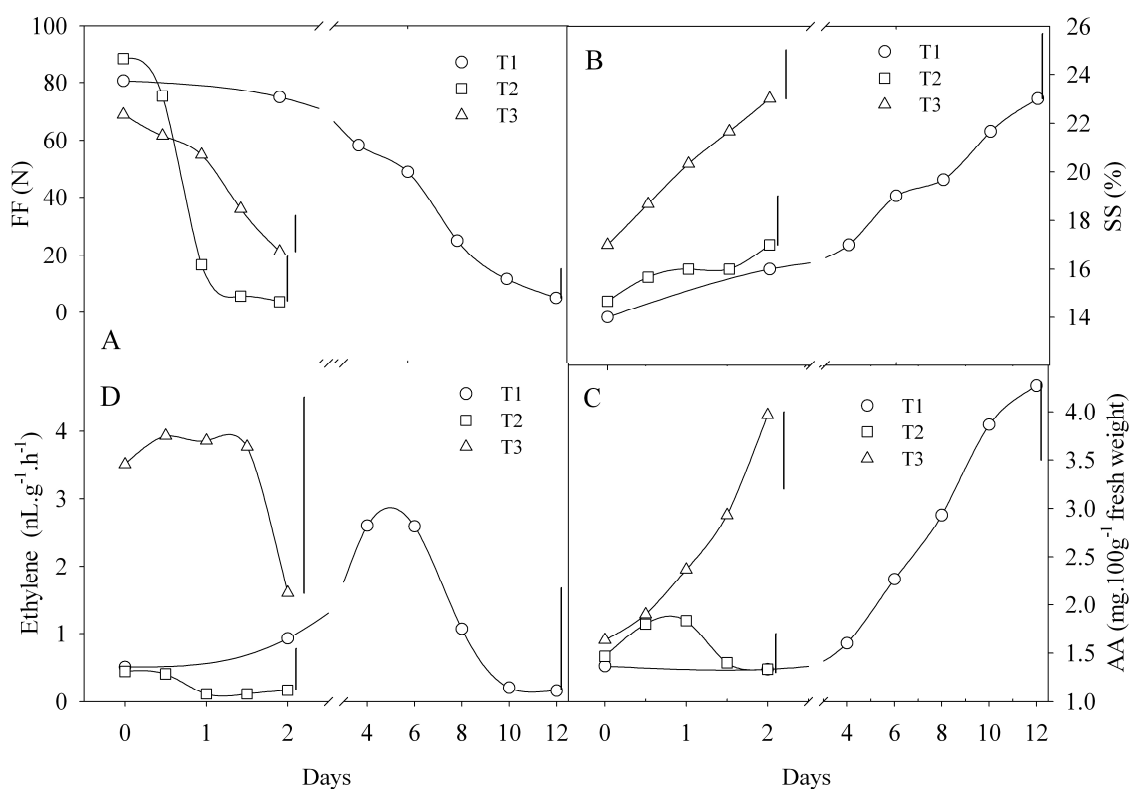 Days
Days
100
80
60
40
20
0
FF (N)
A
T1
T2
T3
B
T1
T2
T3
26
24
22
20
18
16
14
SS (%)
D
T1
T2
T3
4
3
2
1
0
Ethylene (nL.g-1.h-1)
C
T1
T2
T3
4.0
3.5
3.0
2.5
2.0
1.5
1.0
AA (mg.100g-1 fresh weight)
0 1 2 4 6 8 10 12
0 1 2 4 6 8 10 12
Days
Days